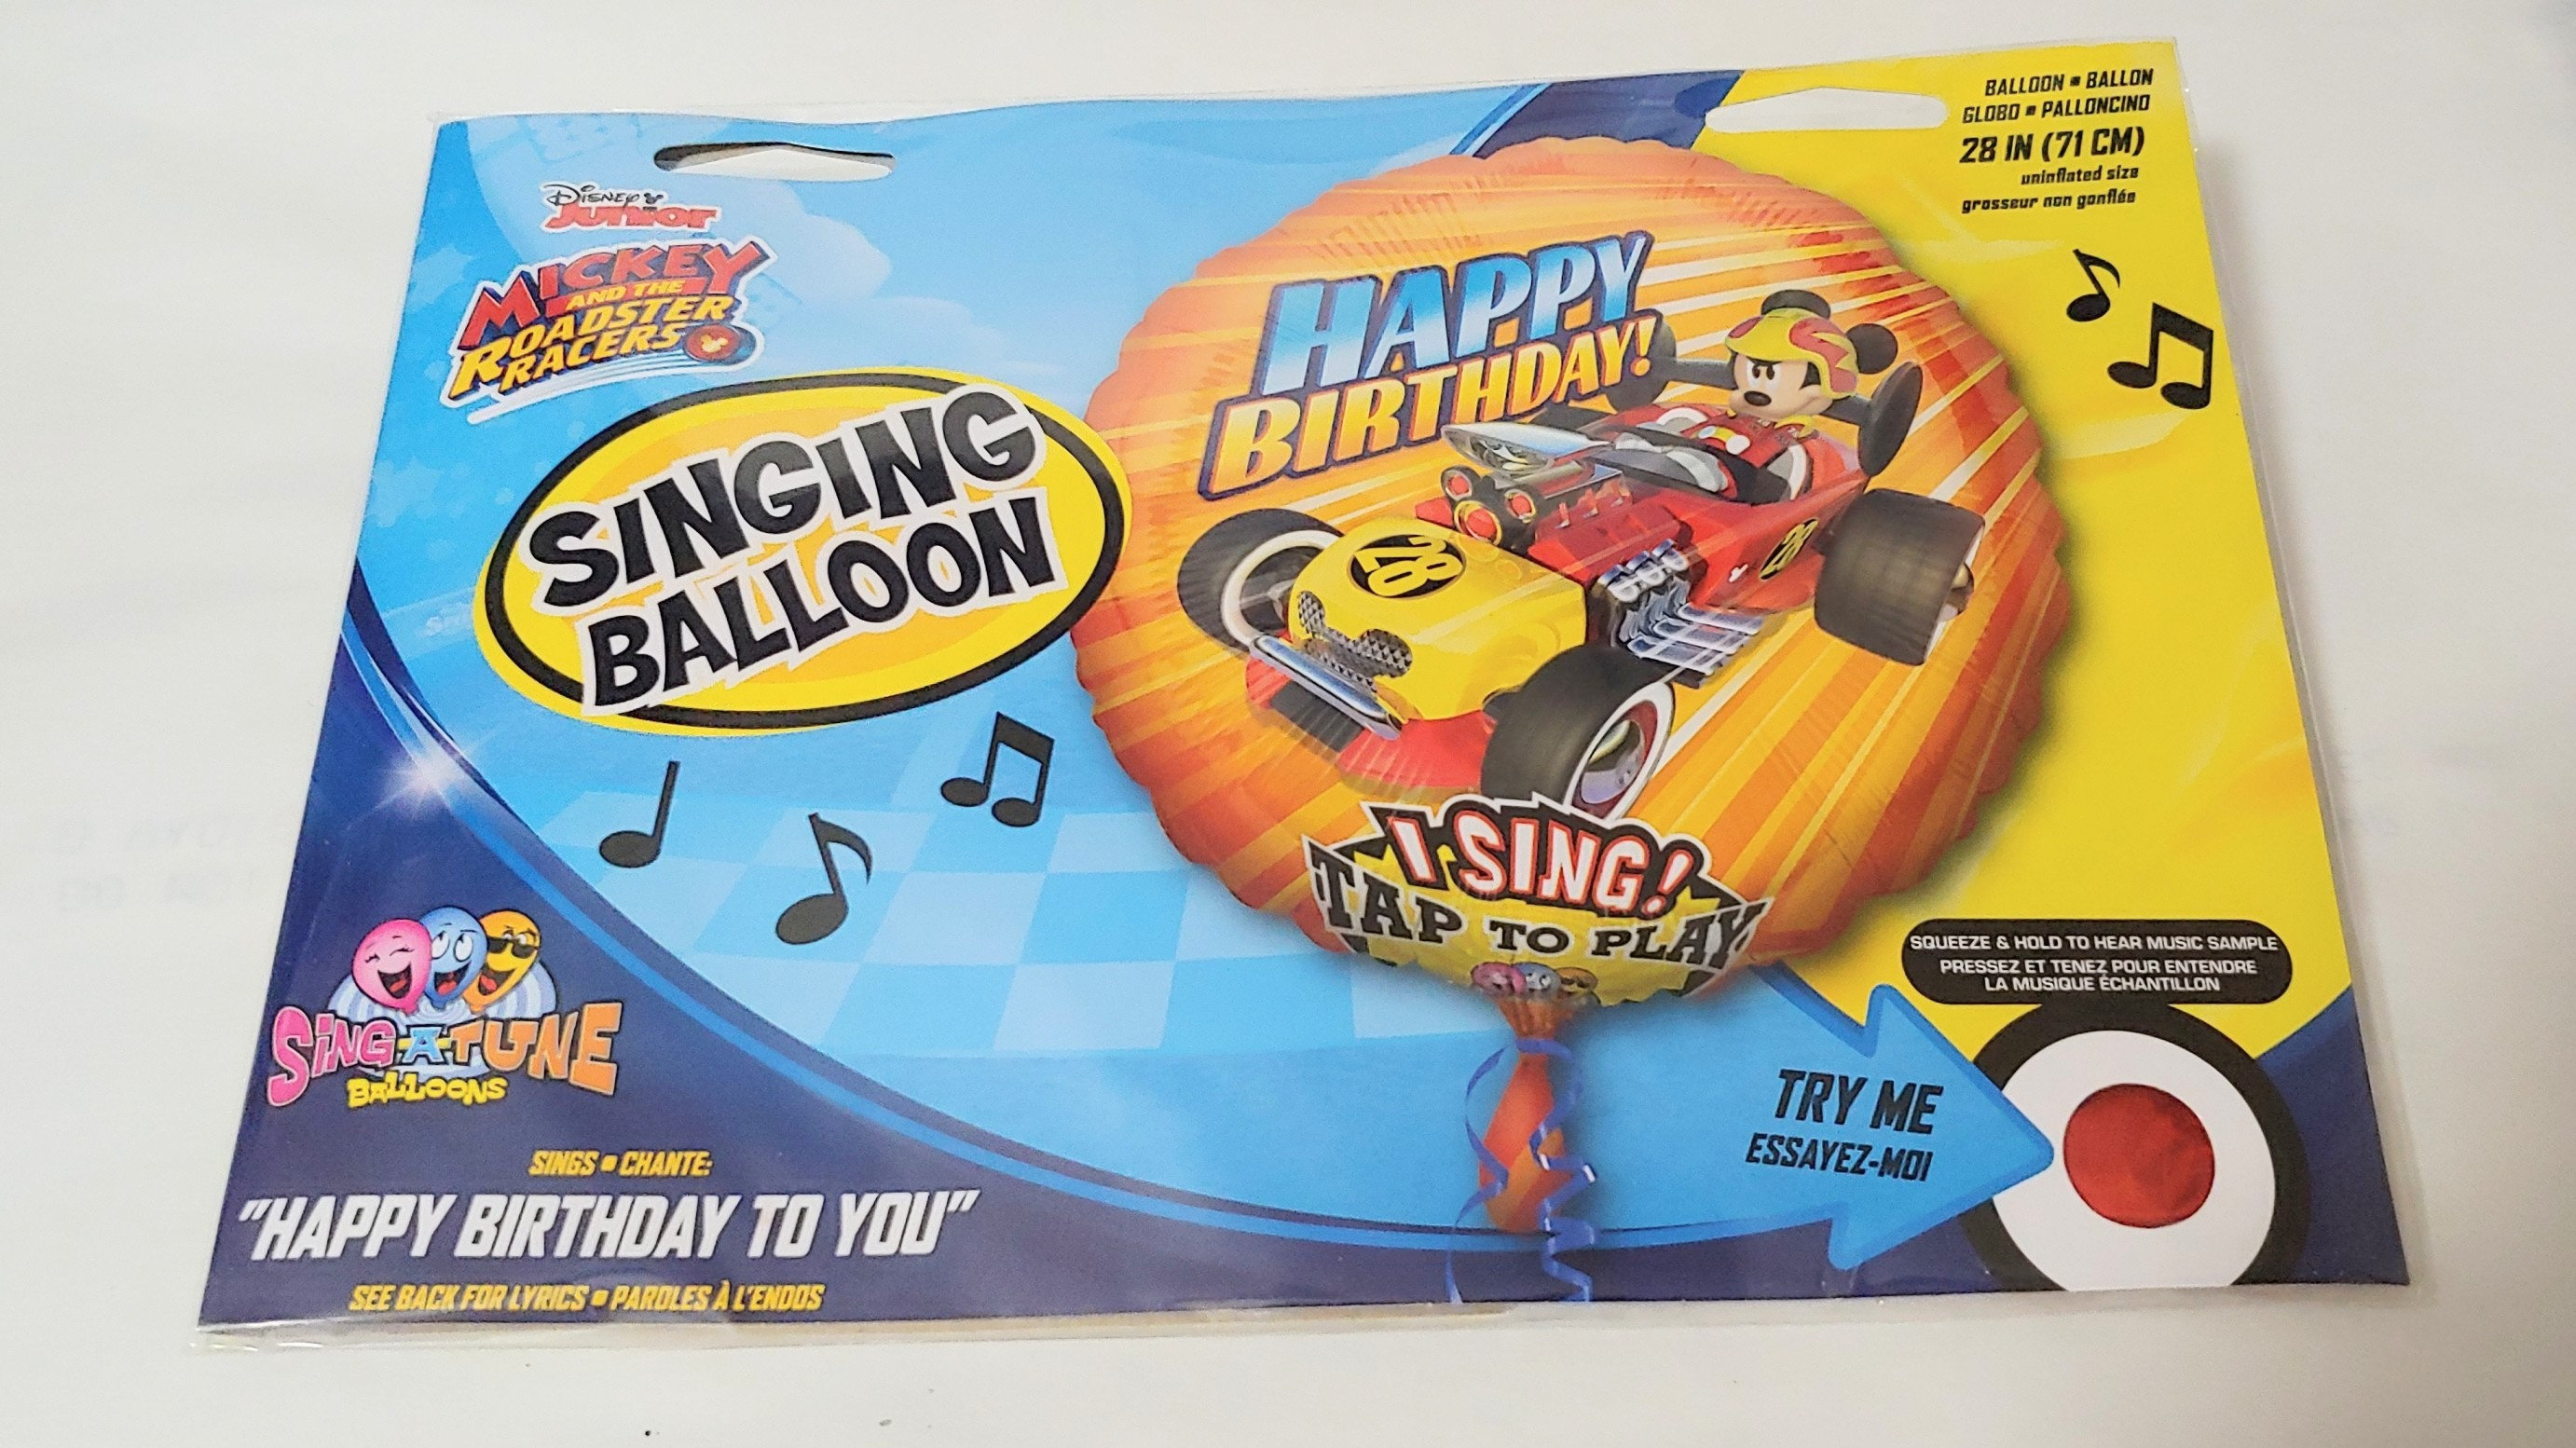 BALLOON ▪ BALLON
GLOBO ▪ PALLONCINO
28 IN (71 CM)
uninflated size
grosseur non gonflée
Disney
Junior
MICKEY
AND THE
ROADSTER
RACERS
SINGING
BALLOON
HAPPY
BIRTHDAY!
28
28
I SING!
TAP TO PLAY
SQUEEZE & HOLD TO HEAR MUSIC SAMPLE
PRESSEZ ET TENEZ POUR ENTENDRE
LA MUSIQUE ÉCHANTILLON
TRY ME
ESSAYEZ-MOI
SING-A-TUNE
BALLOONS
SINGS ▪ CHANTE:
"HAPPY BIRTHDAY TO YOU"
SEE BACK FOR LYRICS ▪ PAROLES À L'ENDOS